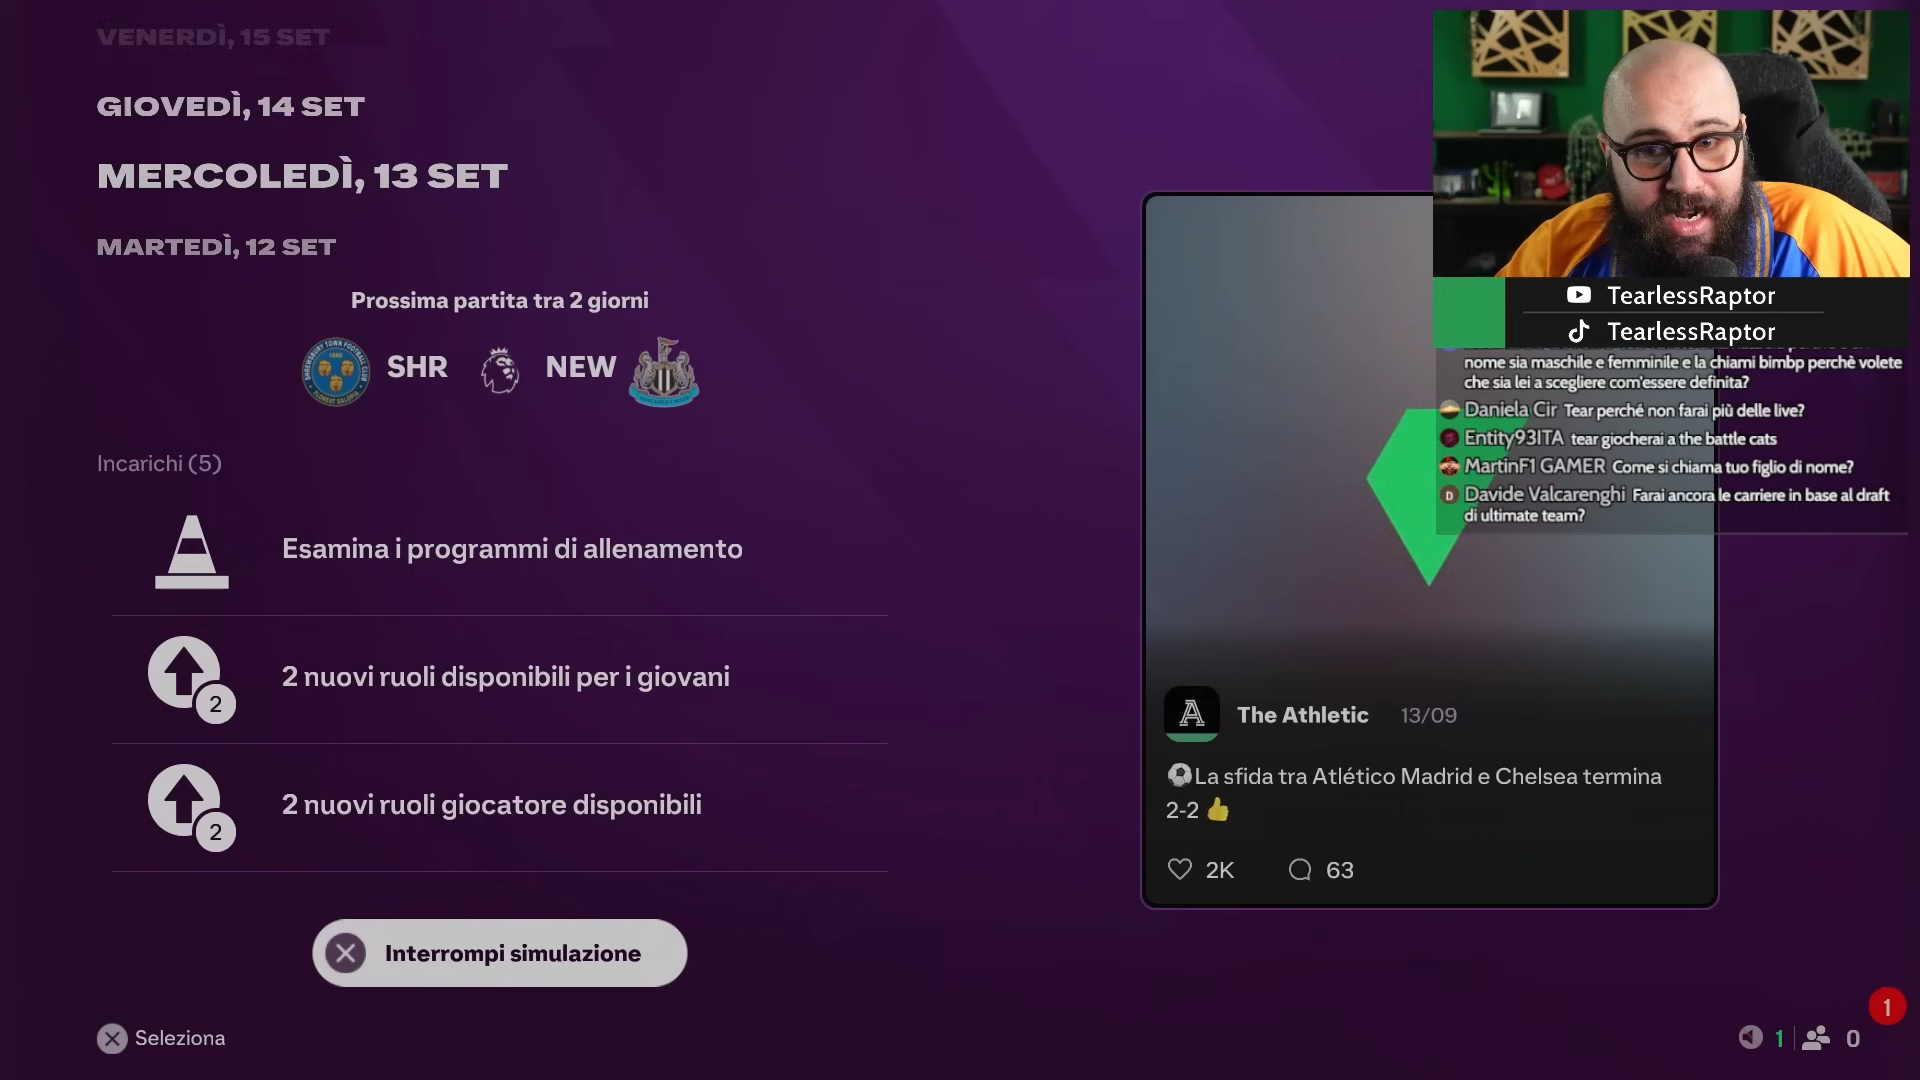 VENERDÌ, 15 SET
GIOVEDÌ, 14 SET
MERCOLEDÌ, 13 SET
MARTEDÌ, 12 SET
Prossima partita tra 2 giorni
SHR NEW
Incarichi (5)
Esamina i programmi di allenamento
2 nuovi ruoli disponibili per i giovani
2
2 nuovi ruoli giocatore disponibili
2
Interrompi simulazione
Seleziona
TearlessRaptor
TearlessRaptor
nome sia maschile e femminile e la chiami bimbp perchè volete
che sia lei a scegliere com'essere definita?
Daniela Cir Tear perché non farai più delle live?
Entity93ITA tear giocherai a the battle cats
MartinF1 GAMER Come si chiama tuo figlio di nome?
D Davide Valcarenghi Farai ancora le carriere in base al draft
di ultimate team?
A The Athletic 13/09
⚽La sfida tra Atlético Madrid e Chelsea termina
2-2 👍
2K 63
1
1 0